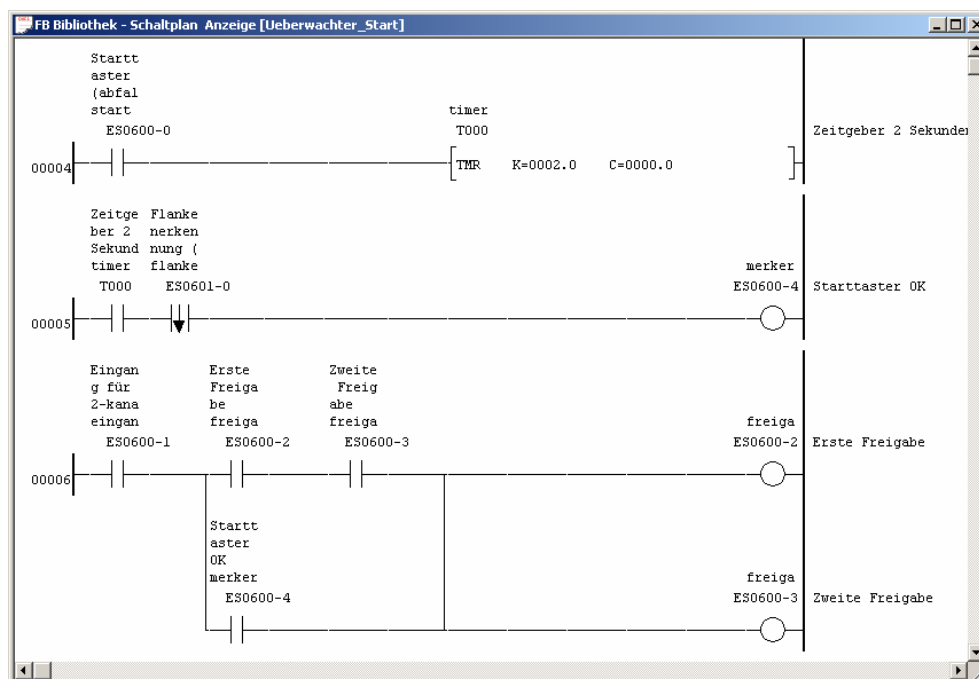 FB Bibliothek - Schaltplan Anzeige [Ueberwachter_Start]
Startt
aster
(abfal
start timer
ES0600-0 T000 Zeitgeber 2 Sekunden
00004 TMR K=0002.0 C=0000.0
Zeitge Flanke
ber 2 nerken
Sekund nung (
timer flanke merker
T000 ES0601-0 ES0600-4 Starttaster OK
00005
Eingan Erste Zweite
g für Freiga Freig
2-kana be abe
eingan freiga freiga freiga
ES0600-1 ES0600-2 ES0600-3 ES0600-2 Erste Freigabe
00006
Startt
aster
OK
merker freiga
ES0600-4 ES0600-3 Zweite Freigabe